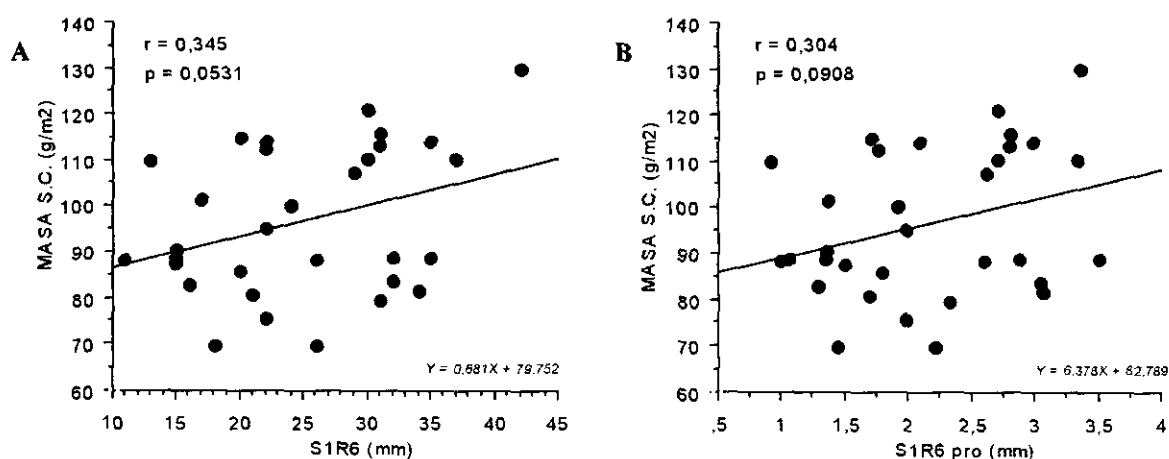 A
r = 0,345
p = 0,0531
MASA S.C. (g/m2)
140
130
120
110
100
90
80
70
60
Y = 0,681X + 79,752
10 15 20 25 30 35 40 45
S1R6 (mm)
B
r = 0,304
p = 0,0908
MASA S.C. (g/m2)
140
130
120
110
100
90
80
70
60
Y = 6,378X + 82,789
,5 1 1,5 2 2,5 3 3,5 4
S1R6 pro (mm)